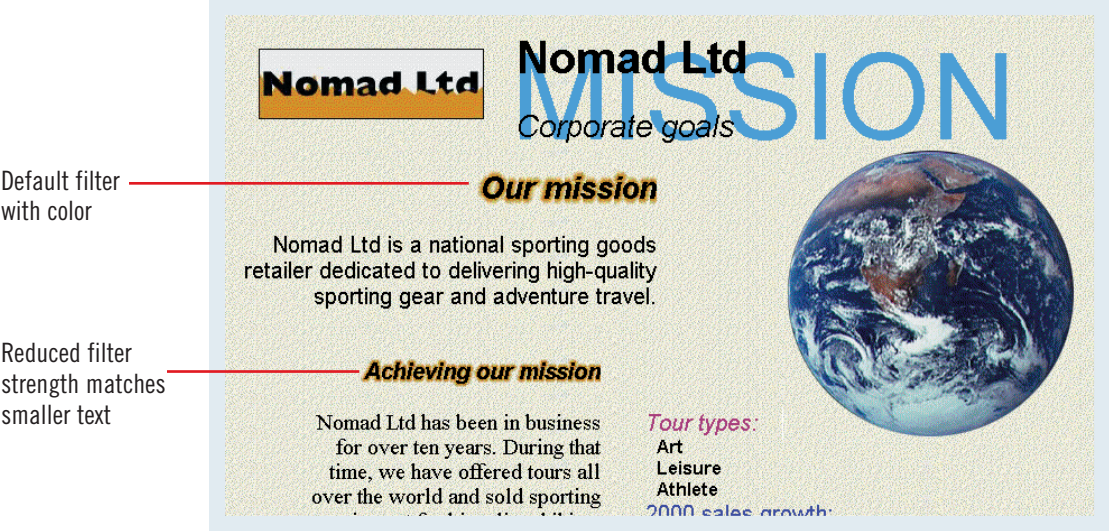 Nomad Ltd
Nomad Ltd
MISSION
Corporate goals
Default filter
with color
Our mission
Nomad Ltd is a national sporting goods
retailer dedicated to delivering high-quality
sporting gear and adventure travel.
Reduced filter
strength matches
smaller text
Achieving our mission
Nomad Ltd has been in business
for over ten years. During that
time, we have offered tours all
over the world and sold sporting
Tour types:
Art
Leisure
Athlete
2000 sales growth: